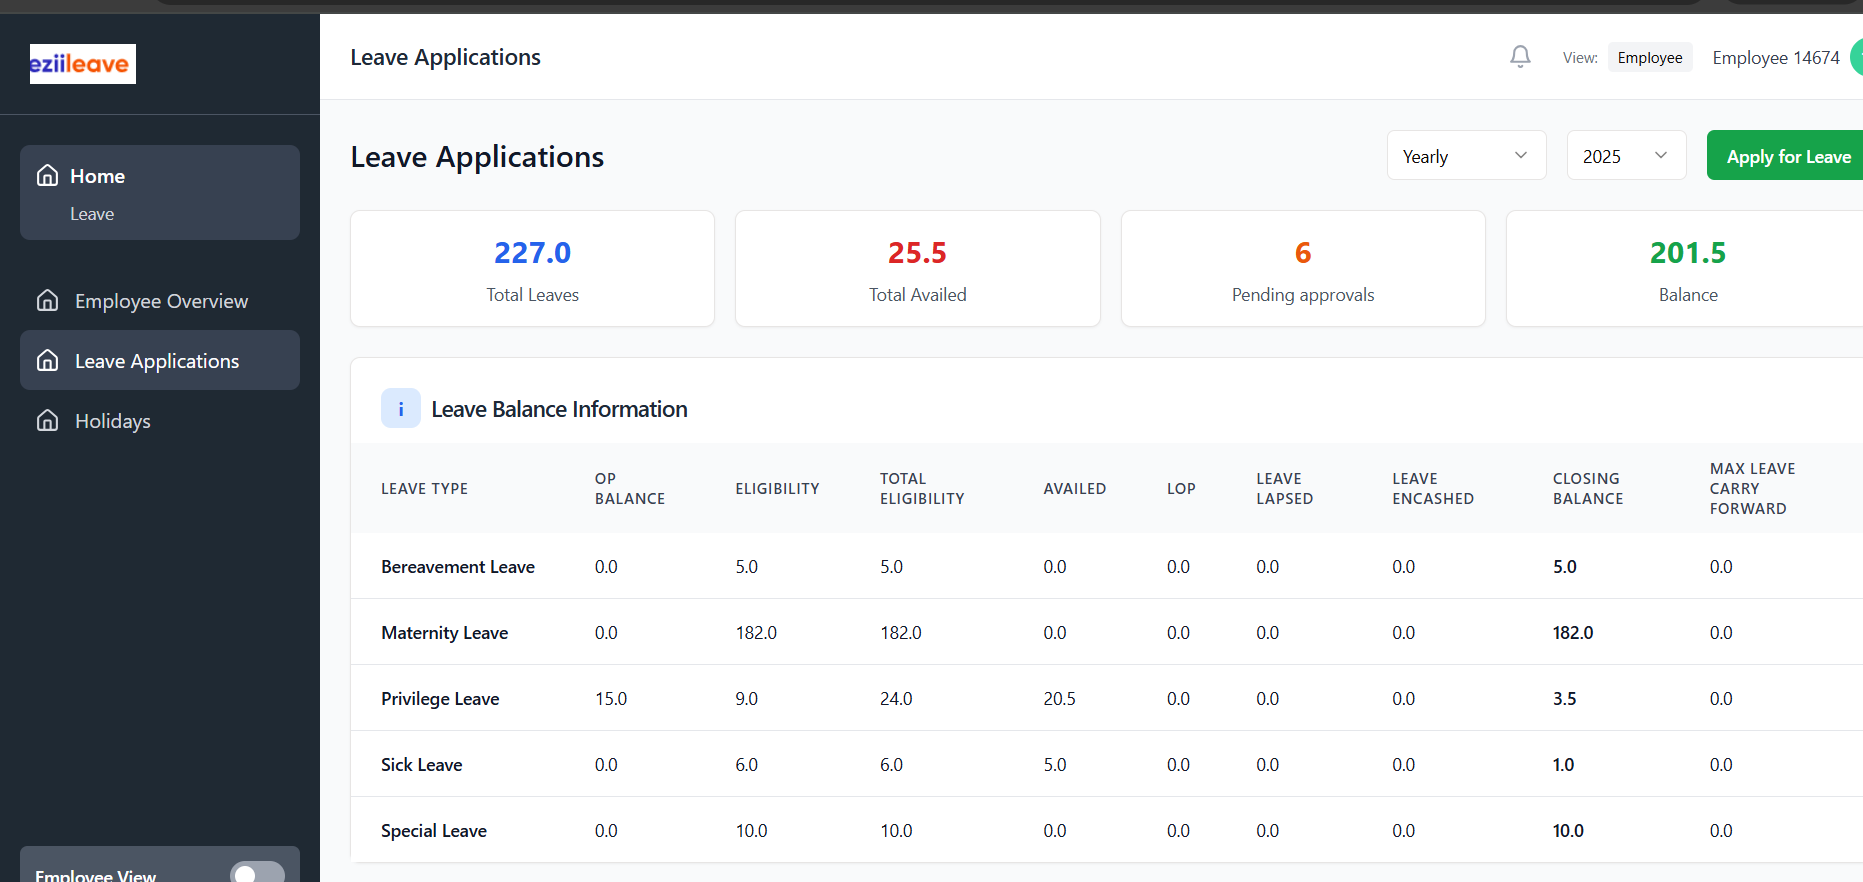 eziileave
Leave Applications
View: Employee Employee 14674
Home
Leave
Employee Overview
Leave Applications
Holidays
Employee View
Leave Applications
Yearly
2025
Apply for Leave
227.0
Total Leaves
25.5
Total Availed
6
Pending approvals
201.5
Balance
i Leave Balance Information
LEAVE TYPE OP BALANCE ELIGIBILITY TOTAL ELIGIBILITY AVAILED LOP LEAVE LAPSED LEAVE ENCASHED CLOSING BALANCE MAX LEAVE CARRY FORWARD
Bereavement Leave 0.0 5.0 5.0 0.0 0.0 0.0 0.0 5.0 0.0
Maternity Leave 0.0 182.0 182.0 0.0 0.0 0.0 0.0 182.0 0.0
Privilege Leave 15.0 9.0 24.0 20.5 0.0 0.0 0.0 3.5 0.0
Sick Leave 0.0 6.0 6.0 5.0 0.0 0.0 0.0 1.0 0.0
Special Leave 0.0 10.0 10.0 0.0 0.0 0.0 0.0 10.0 0.0